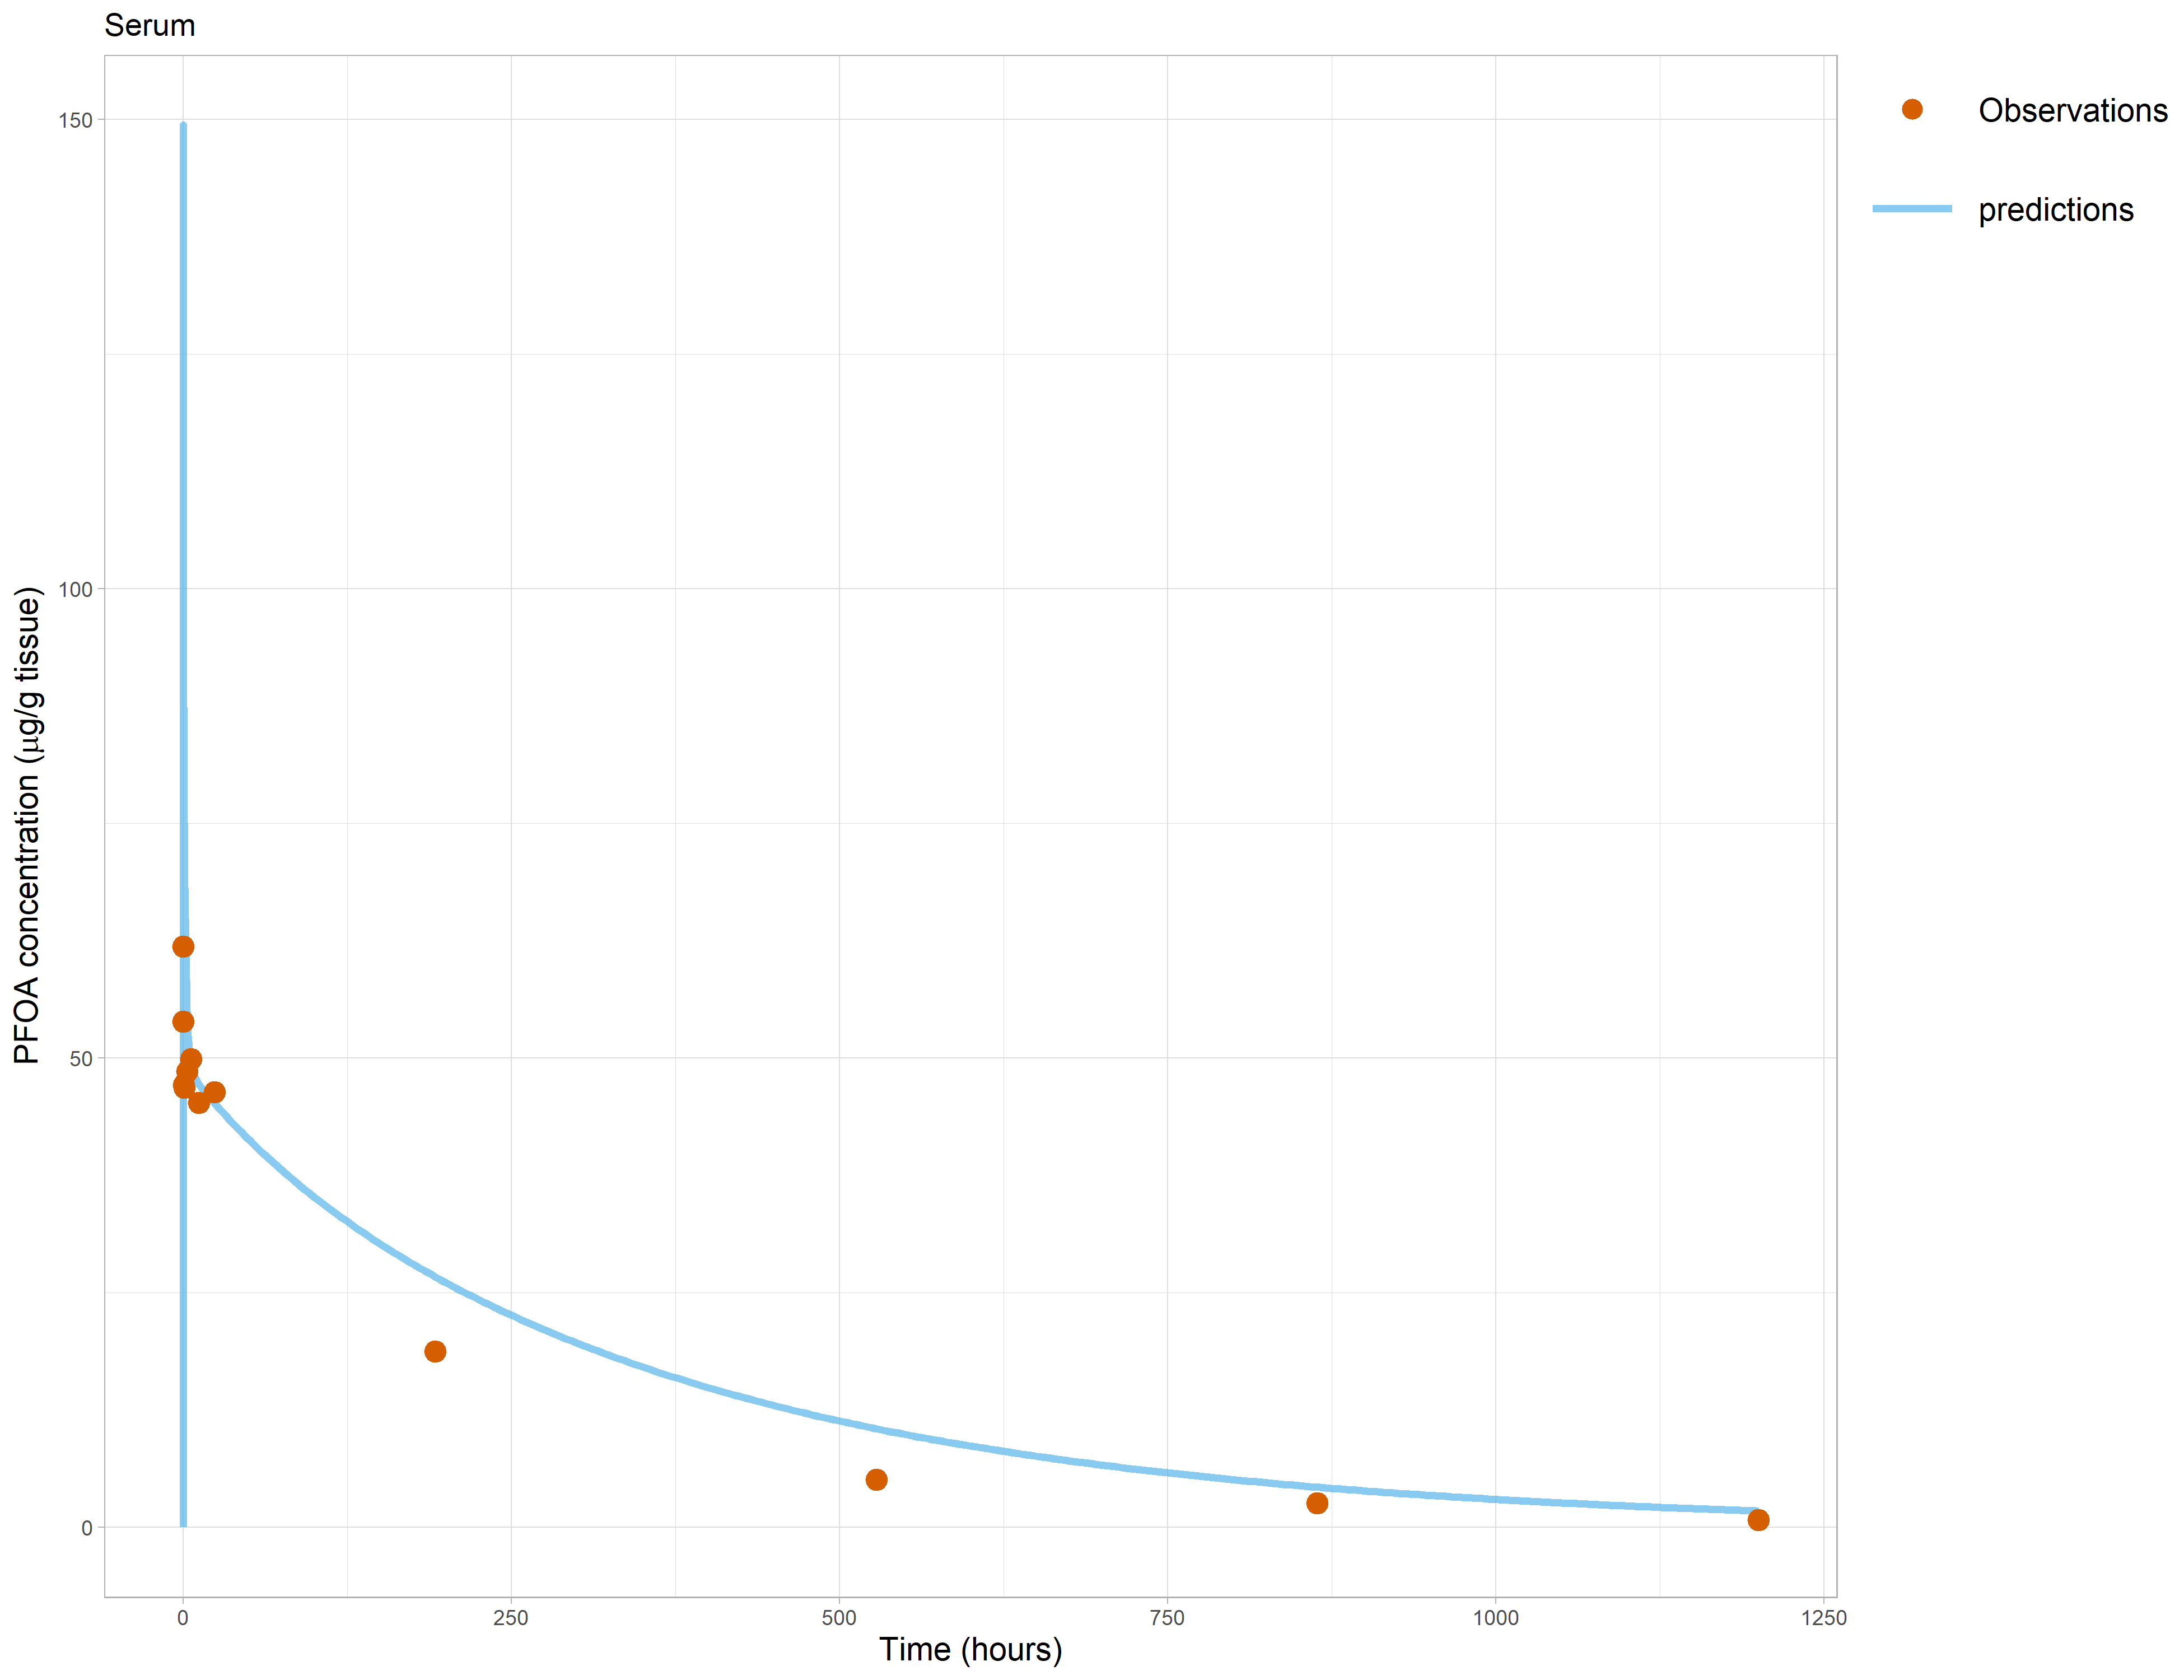 Serum
Observations
predictions
PFOA concentration (μg/g tissue)
150
100
50
0
0
250
500
750
1000
1250
Time (hours)